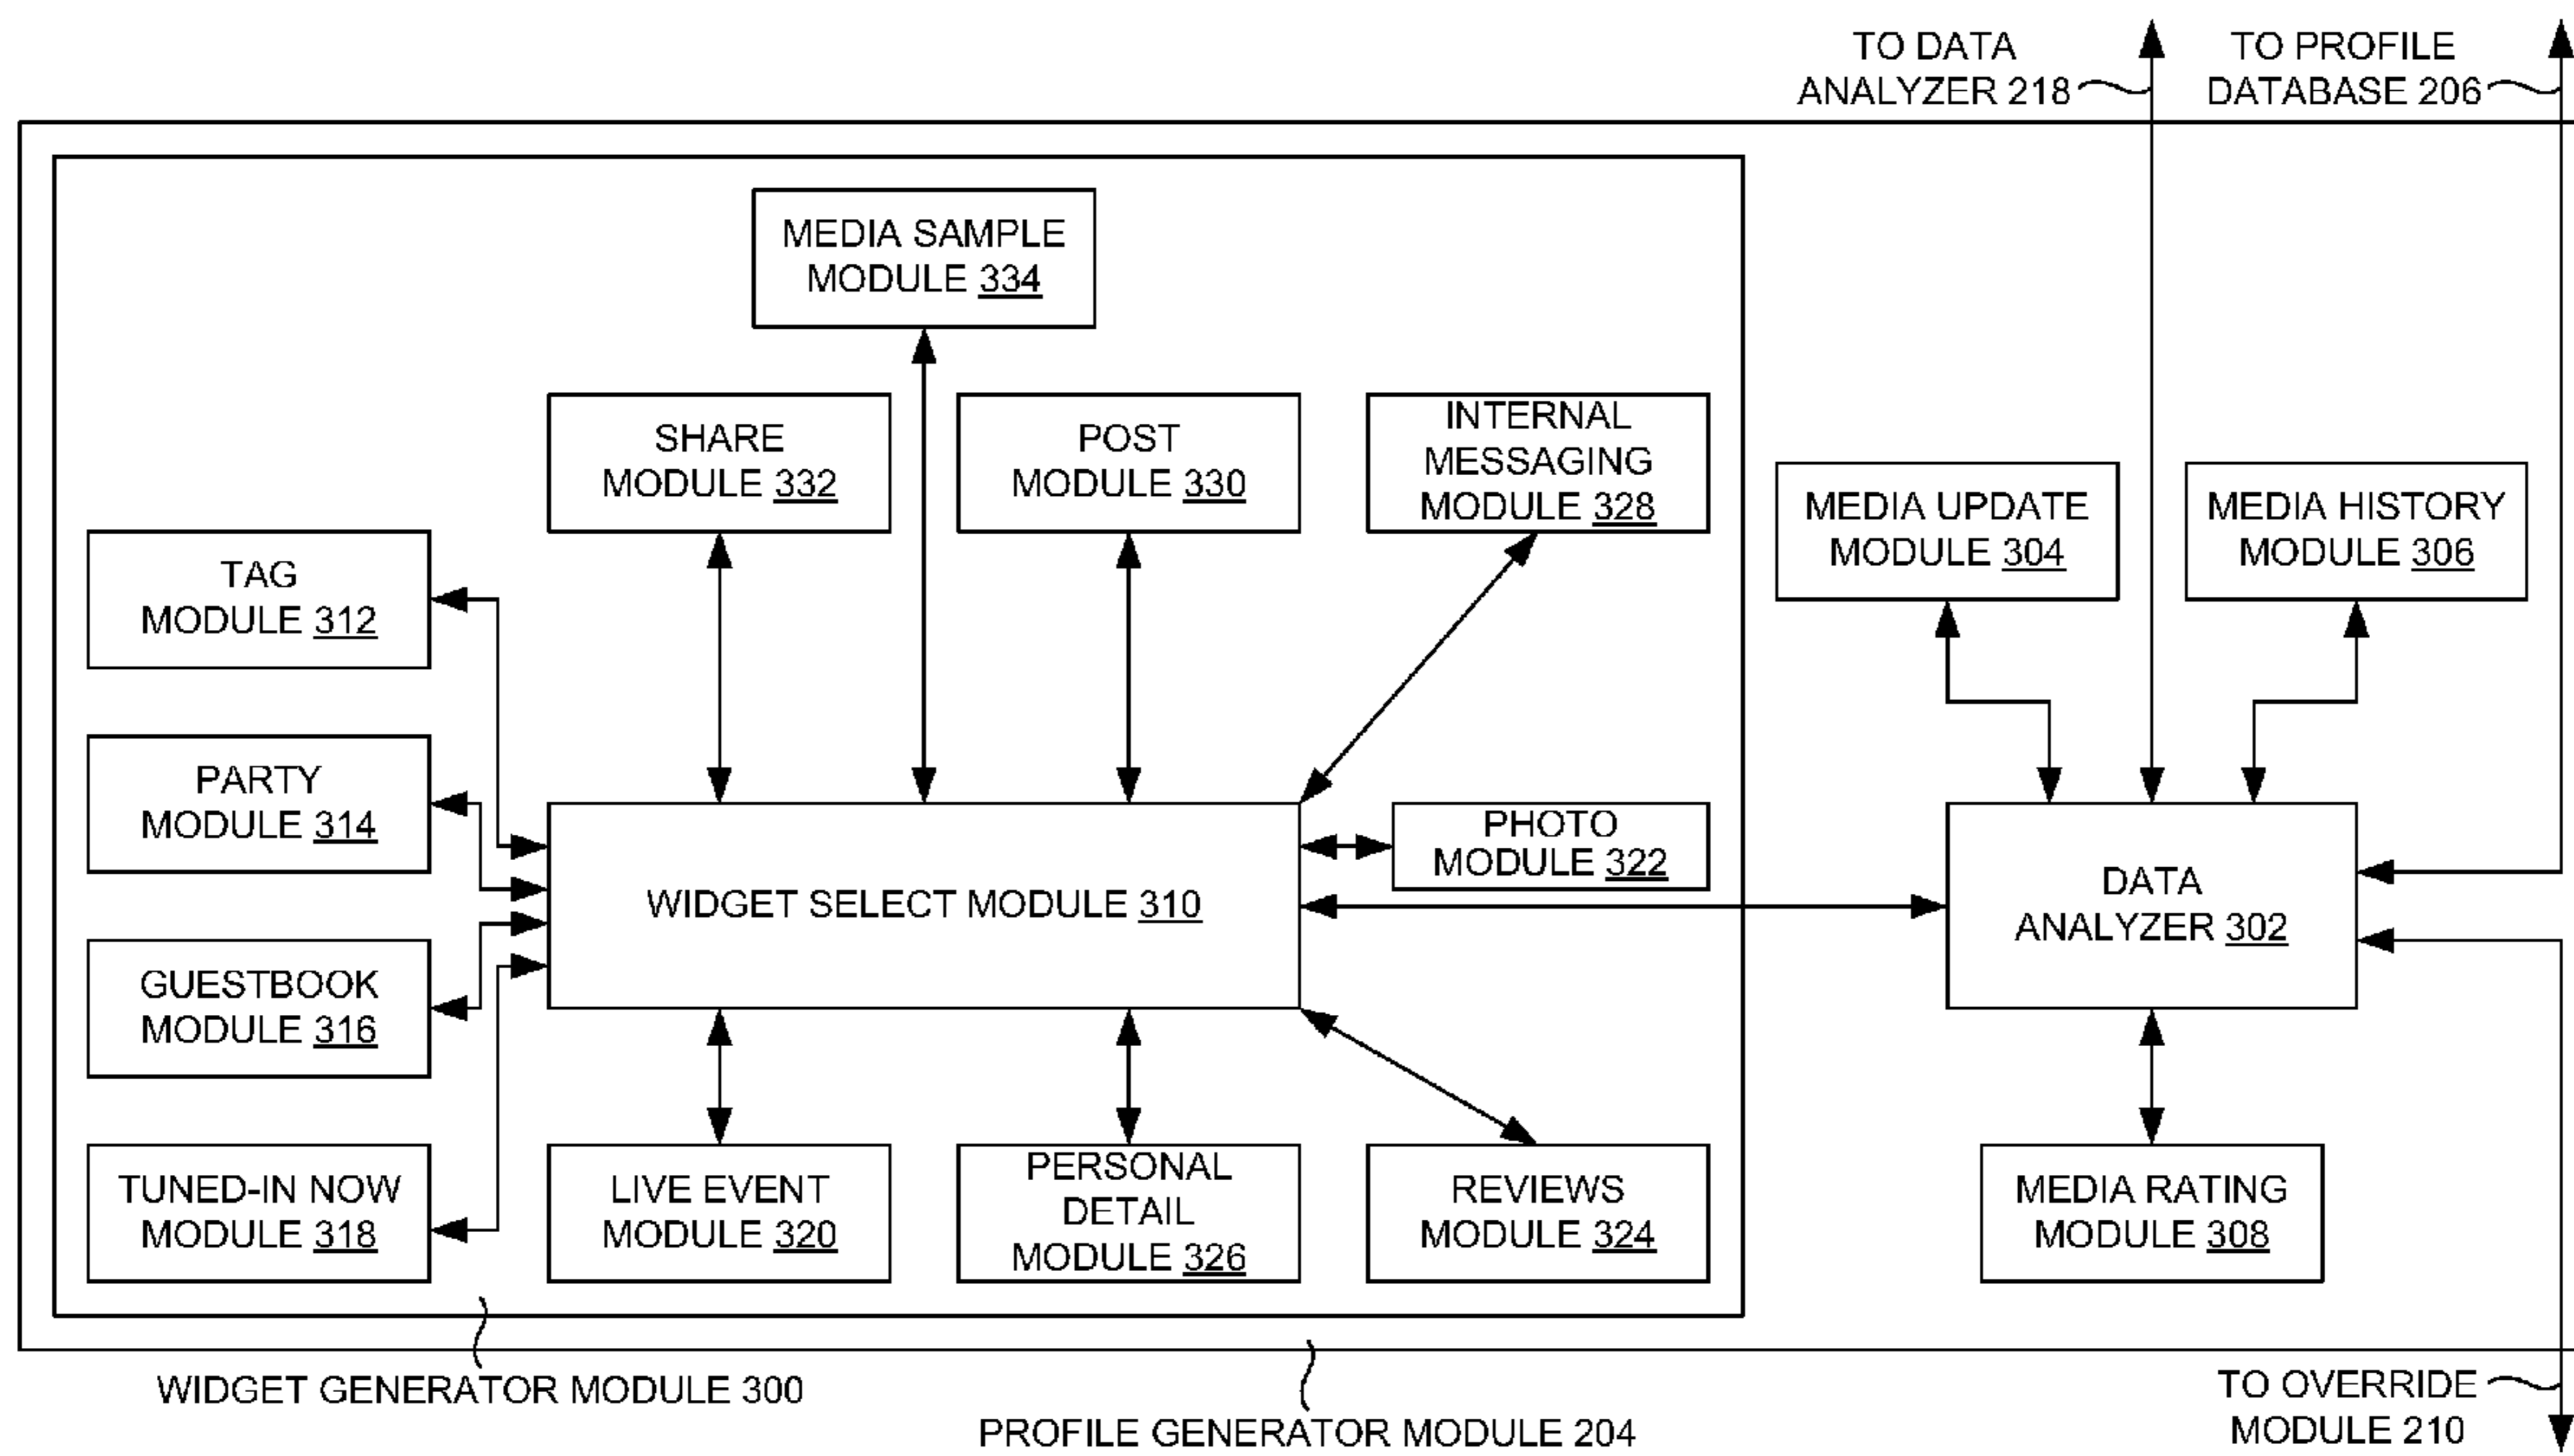 TO DATA
ANALYZER 218
TO PROFILE
DATABASE 206
MEDIA SAMPLE
MODULE 334
SHARE
MODULE 332
POST
MODULE 330
INTERNAL
MESSAGING
MODULE 328
MEDIA UPDATE
MODULE 304
MEDIA HISTORY
MODULE 306
TAG
MODULE 312
PARTY
MODULE 314
GUESTBOOK
MODULE 316
TUNED-IN NOW
MODULE 318
WIDGET SELECT MODULE 310
PHOTO
MODULE 322
DATA
ANALYZER 302
LIVE EVENT
MODULE 320
PERSONAL
DETAIL
MODULE 326
REVIEWS
MODULE 324
MEDIA RATING
MODULE 308
WIDGET GENERATOR MODULE 300
PROFILE GENERATOR MODULE 204
TO OVERRIDE
MODULE 210